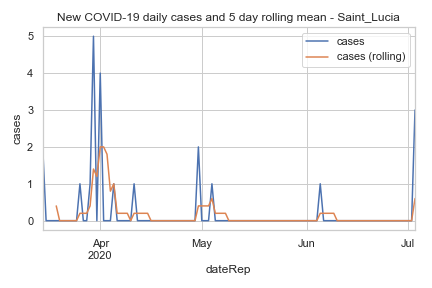 New COVID-19 daily cases and 5 day rolling mean - Saint_Lucia
cases
cases (rolling)
5
4
3
2
1
0
cases
Apr
2020
May
Jun
Jul
dateRep